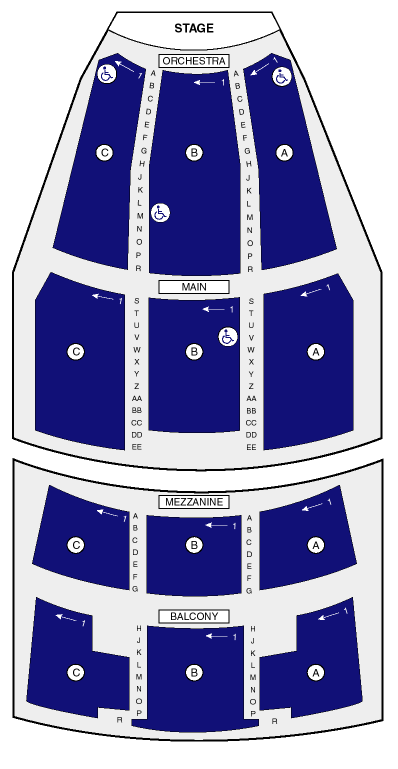 STAGE
ORCHESTRA
1 1 1
A A
B B
C C
D D
E E
F F
G G
C B A
H H
J J
K K
L L
M M
N N
O O
P P
R R
MAIN
1 1 1
S S
T T
U U
V V
W W
C B A
X X
Y Y
Z Z
AA AA
BB BB
CC CC
DD DD
EE EE
MEZZANINE
1 1 1
A A
B B
C C
D D
C B A
E E
F F
G G
BALCONY
1 1 1
H H
J J
K K
L L
C B A
M M
N N
O O
P P
R R